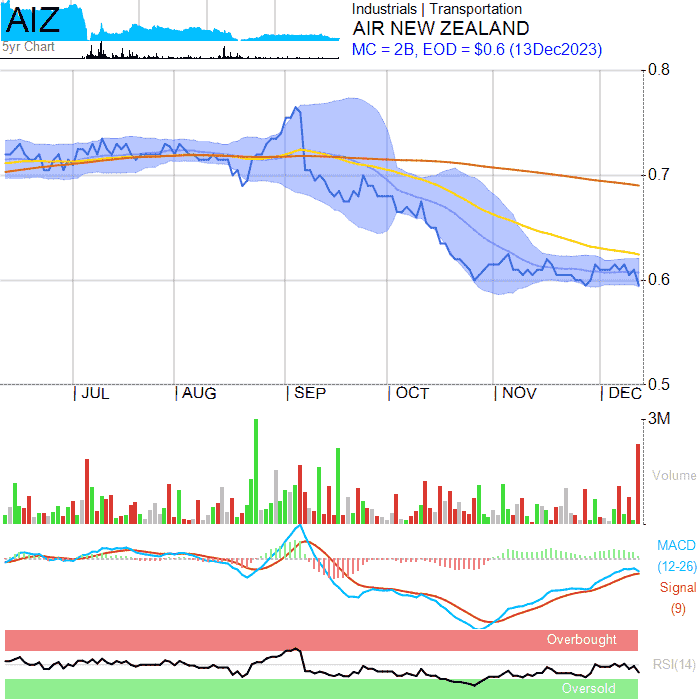 AIZ
5yr Chart
Industrials | Transportation
AIR NEW ZEALAND
MC = 2B, EOD = $0.6 (13Dec2023)
0.8
0.7
0.6
0.5
| JUL | AUG | SEP | OCT | NOV | DEC
3M
Volume
MACD
(12-26)
Signal
(9)
Overbought
RSI(14)
Oversold